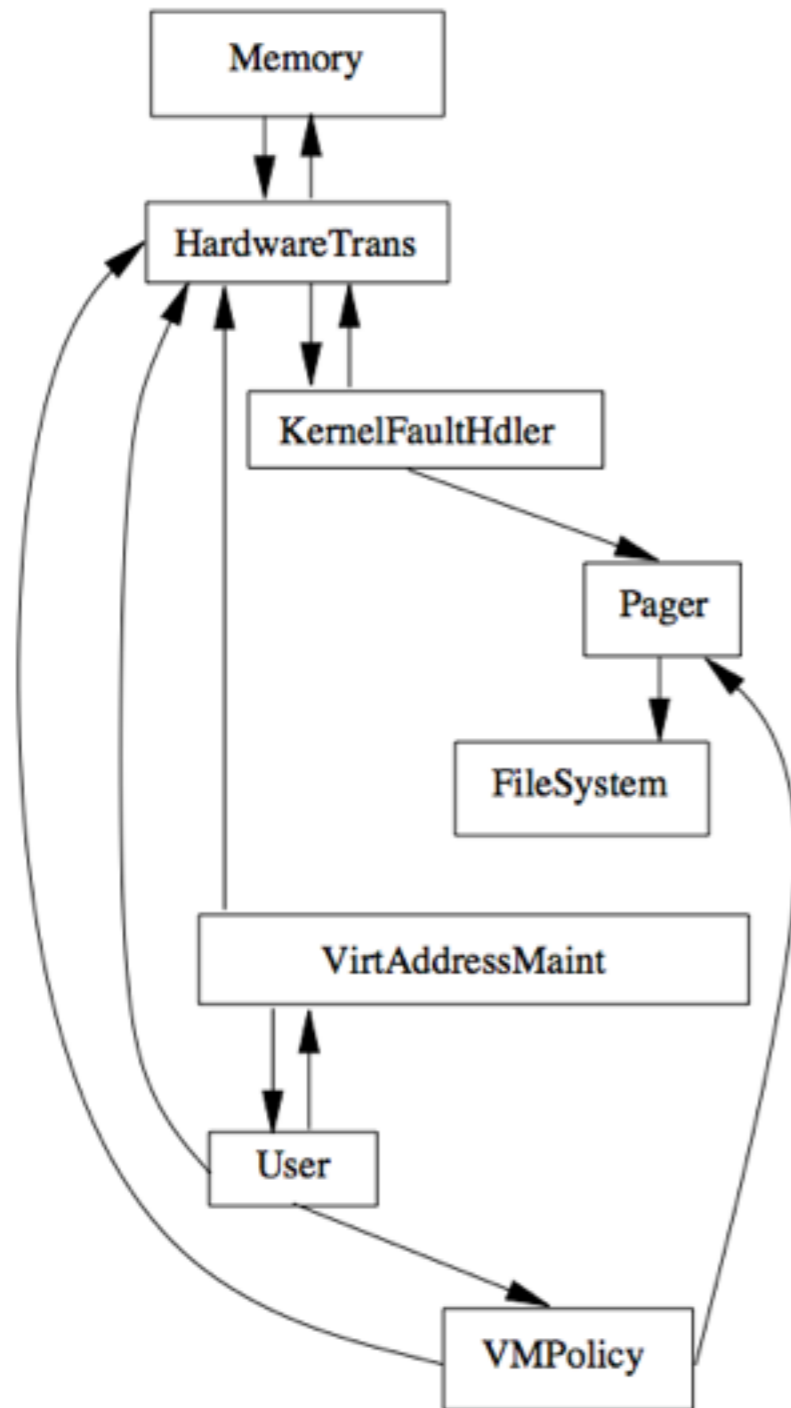 Memory
HardwareTrans
KernelFaultHdler
Pager
FileSystem
VirtAddressMaint
User
VMPolicy